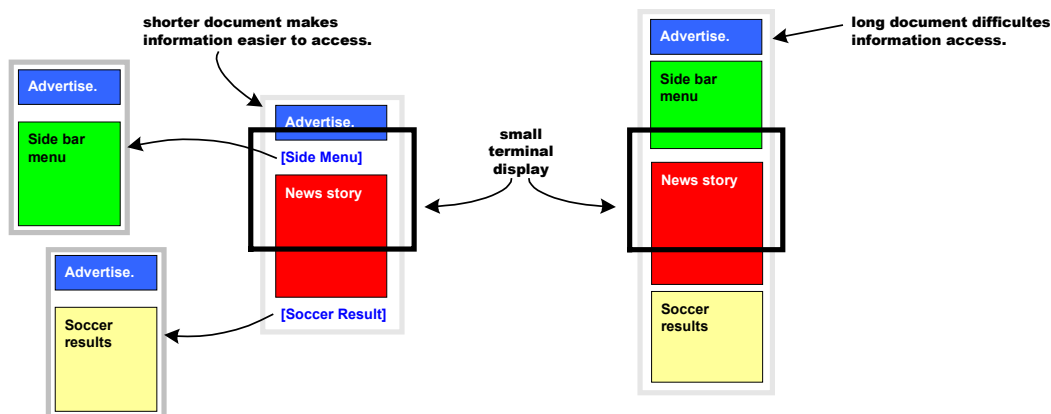 shorter document makes
information easier to access.
Advertise.
Side bar
menu
Advertise.
[Side Menu]
News story
[Soccer Result]
Advertise.
Soccer
results
small
terminal
display
Advertise.
Side bar
menu
News story
Soccer
results
long document difficultes
information access.